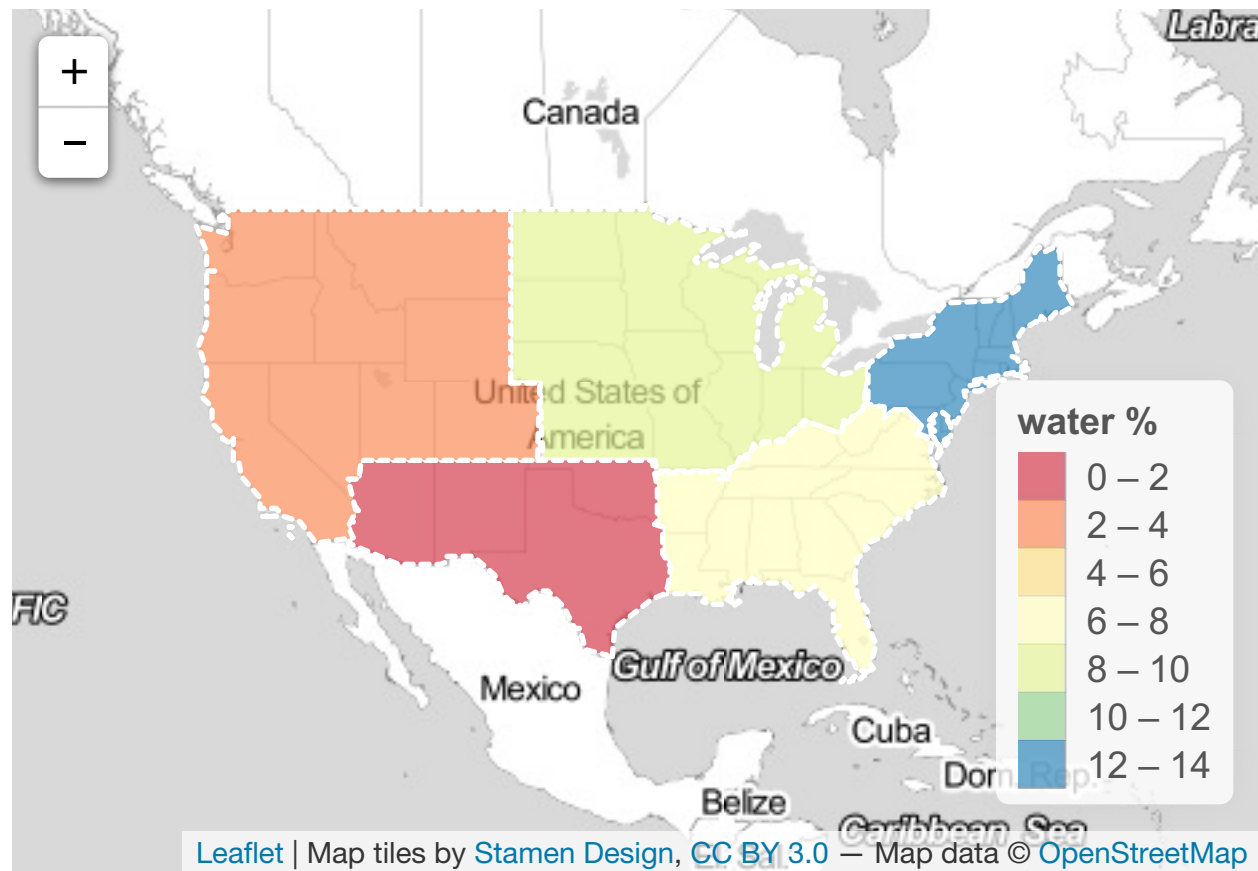 Labra
+
Canada
−
United States of
America
water %
0 – 2
2 – 4
4 – 6
6 – 8
8 – 10
10 – 12
12 – 14
FIC
Gulf of Mexico
Mexico
Cuba
Dom. Rep.
Belize
Caribbean Sea
El. Sal.
Leaflet | Map tiles by Stamen Design, CC BY 3.0 — Map data © OpenStreetMap